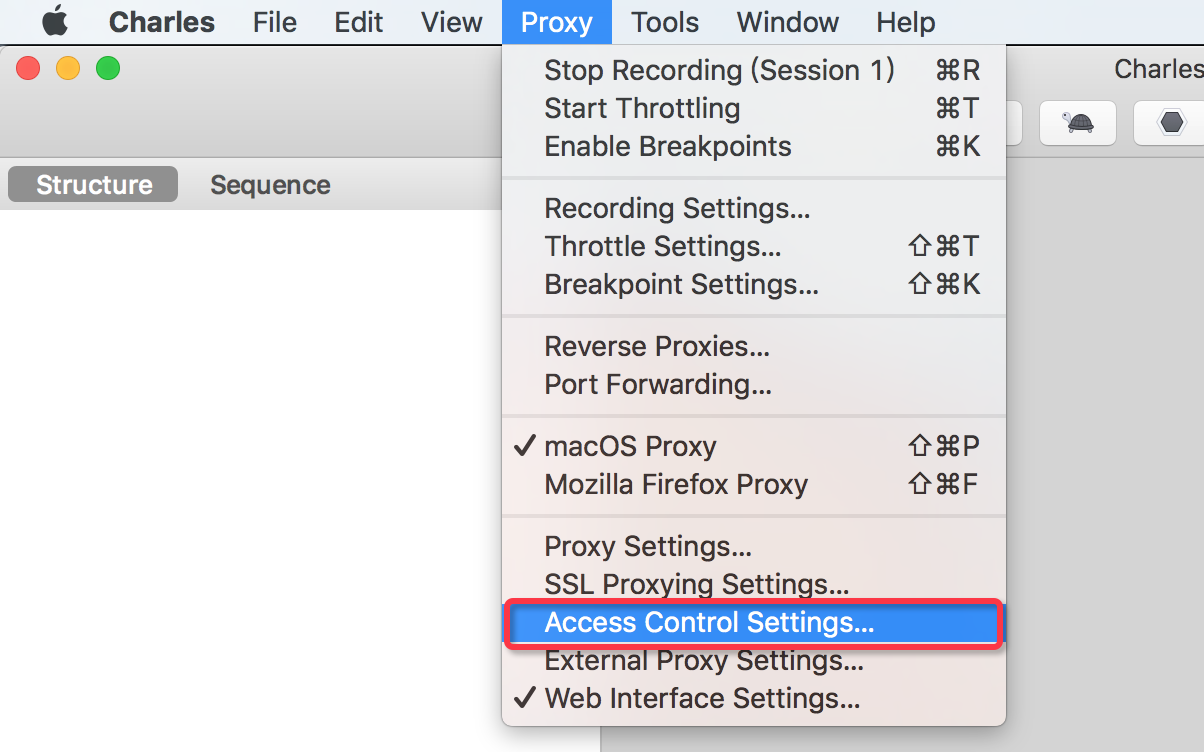 Charles File Edit View Proxy Tools Window Help
Charles
Structure Sequence
Stop Recording (Session 1) ⌘R
Start Throttling ⌘T
Enable Breakpoints ⌘K
Recording Settings...
Throttle Settings... ⇧⌘T
Breakpoint Settings... ⇧⌘K
Reverse Proxies...
Port Forwarding...
✓ macOS Proxy ⇧⌘P
Mozilla Firefox Proxy ⇧⌘F
Proxy Settings...
SSL Proxying Settings...
Access Control Settings...
External Proxy Settings...
✓ Web Interface Settings...